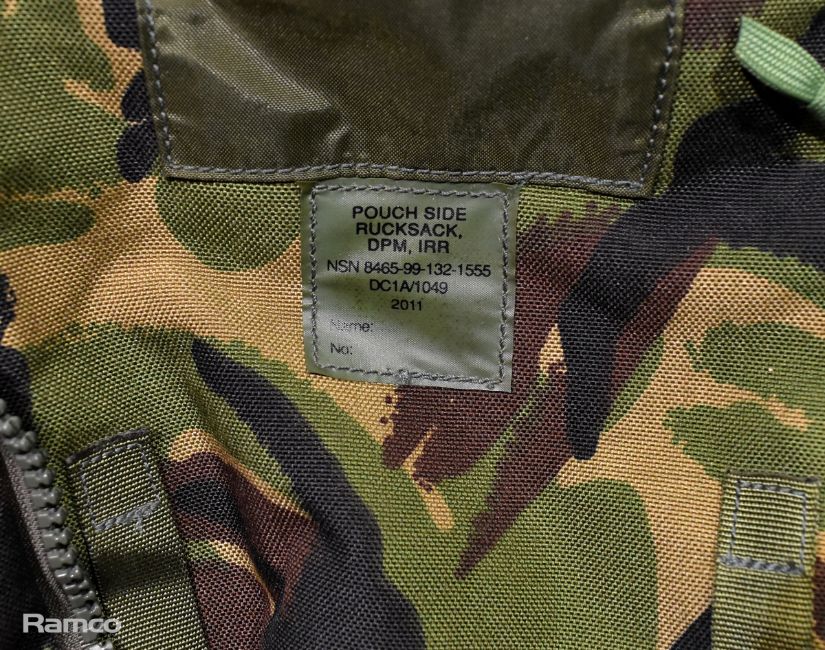 POUCH SIDE
RUCKSACK,
DPM, IRR
NSN 8465-99-132-1555
DC1A/1049
2011
Name:
No:
Ramco